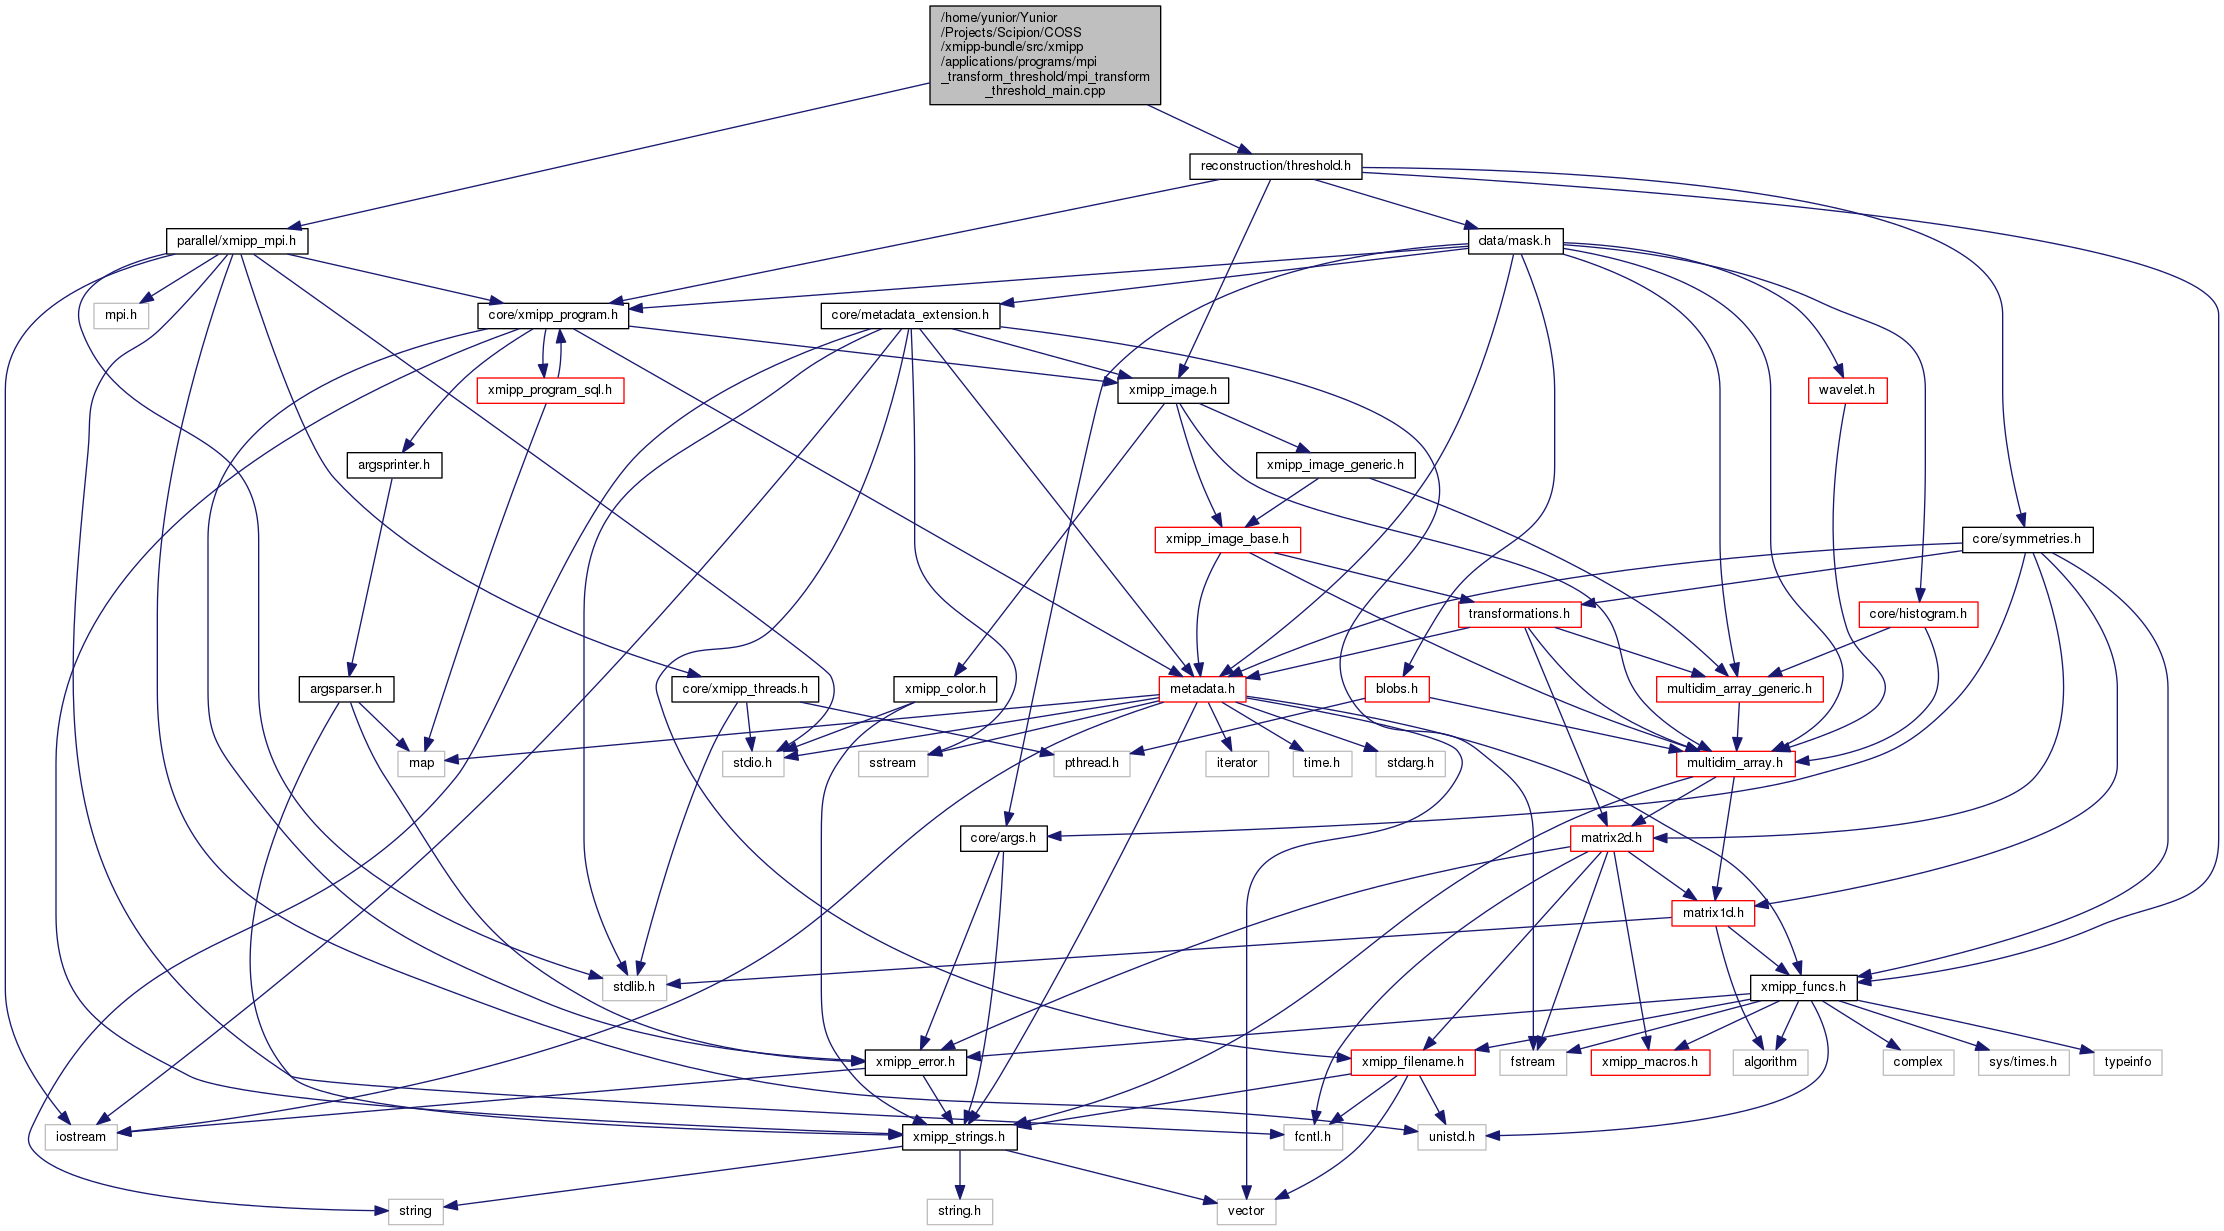 /home/yunior/Yunior
/Projects/Scipion/COSS
/xmipp-bundle/src/xmipp
/applications/programs/mpi
_transform_threshold/mpi_transform
_threshold_main.cpp
reconstruction/threshold.h
parallel/xmipp_mpi.h
data/mask.h
mpi.h
core/xmipp_program.h
core/metadata_extension.h
xmipp_program_sql.h
xmipp_image.h
wavelet.h
argsprinter.h
xmipp_image_generic.h
xmipp_image_base.h
core/symmetries.h
transformations.h
core/histogram.h
argsparser.h
core/xmipp_threads.h
xmipp_color.h
metadata.h
blobs.h
multidim_array_generic.h
map
stdio.h
sstream
pthread.h
iterator
time.h
stdarg.h
multidim_array.h
core/args.h
matrix2d.h
matrix1d.h
stdlib.h
xmipp_funcs.h
xmipp_error.h
xmipp_filename.h
fstream
xmipp_macros.h
algorithm
complex
sys/times.h
typeinfo
iostream
xmipp_strings.h
fcntl.h
unistd.h
string
string.h
vector